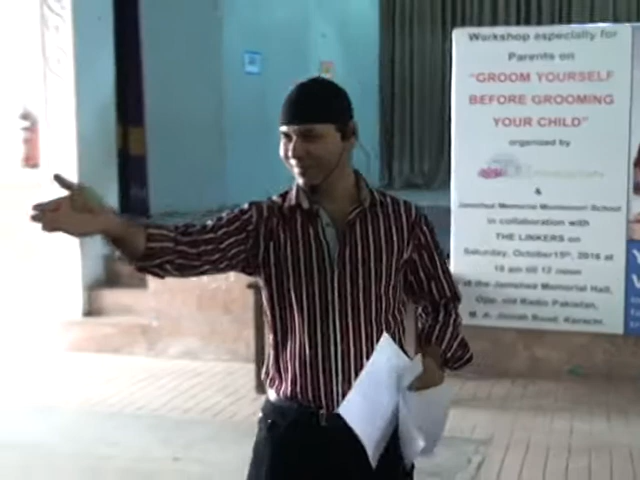 Workshop especially for
Parents on
"GROOM YOURSELF
BEFORE GROOMING
YOUR CHILD"
organized by
&
Jamshed Memorial Montessori School
in collaboration with
THE LINKERS on
Saturday, October 15th, 2016 at
10 am till 12 noon
at the Jamshed Memorial Hall,
Opp. old Radio Pakistan,
M. A. Jinnah Road, Karachi